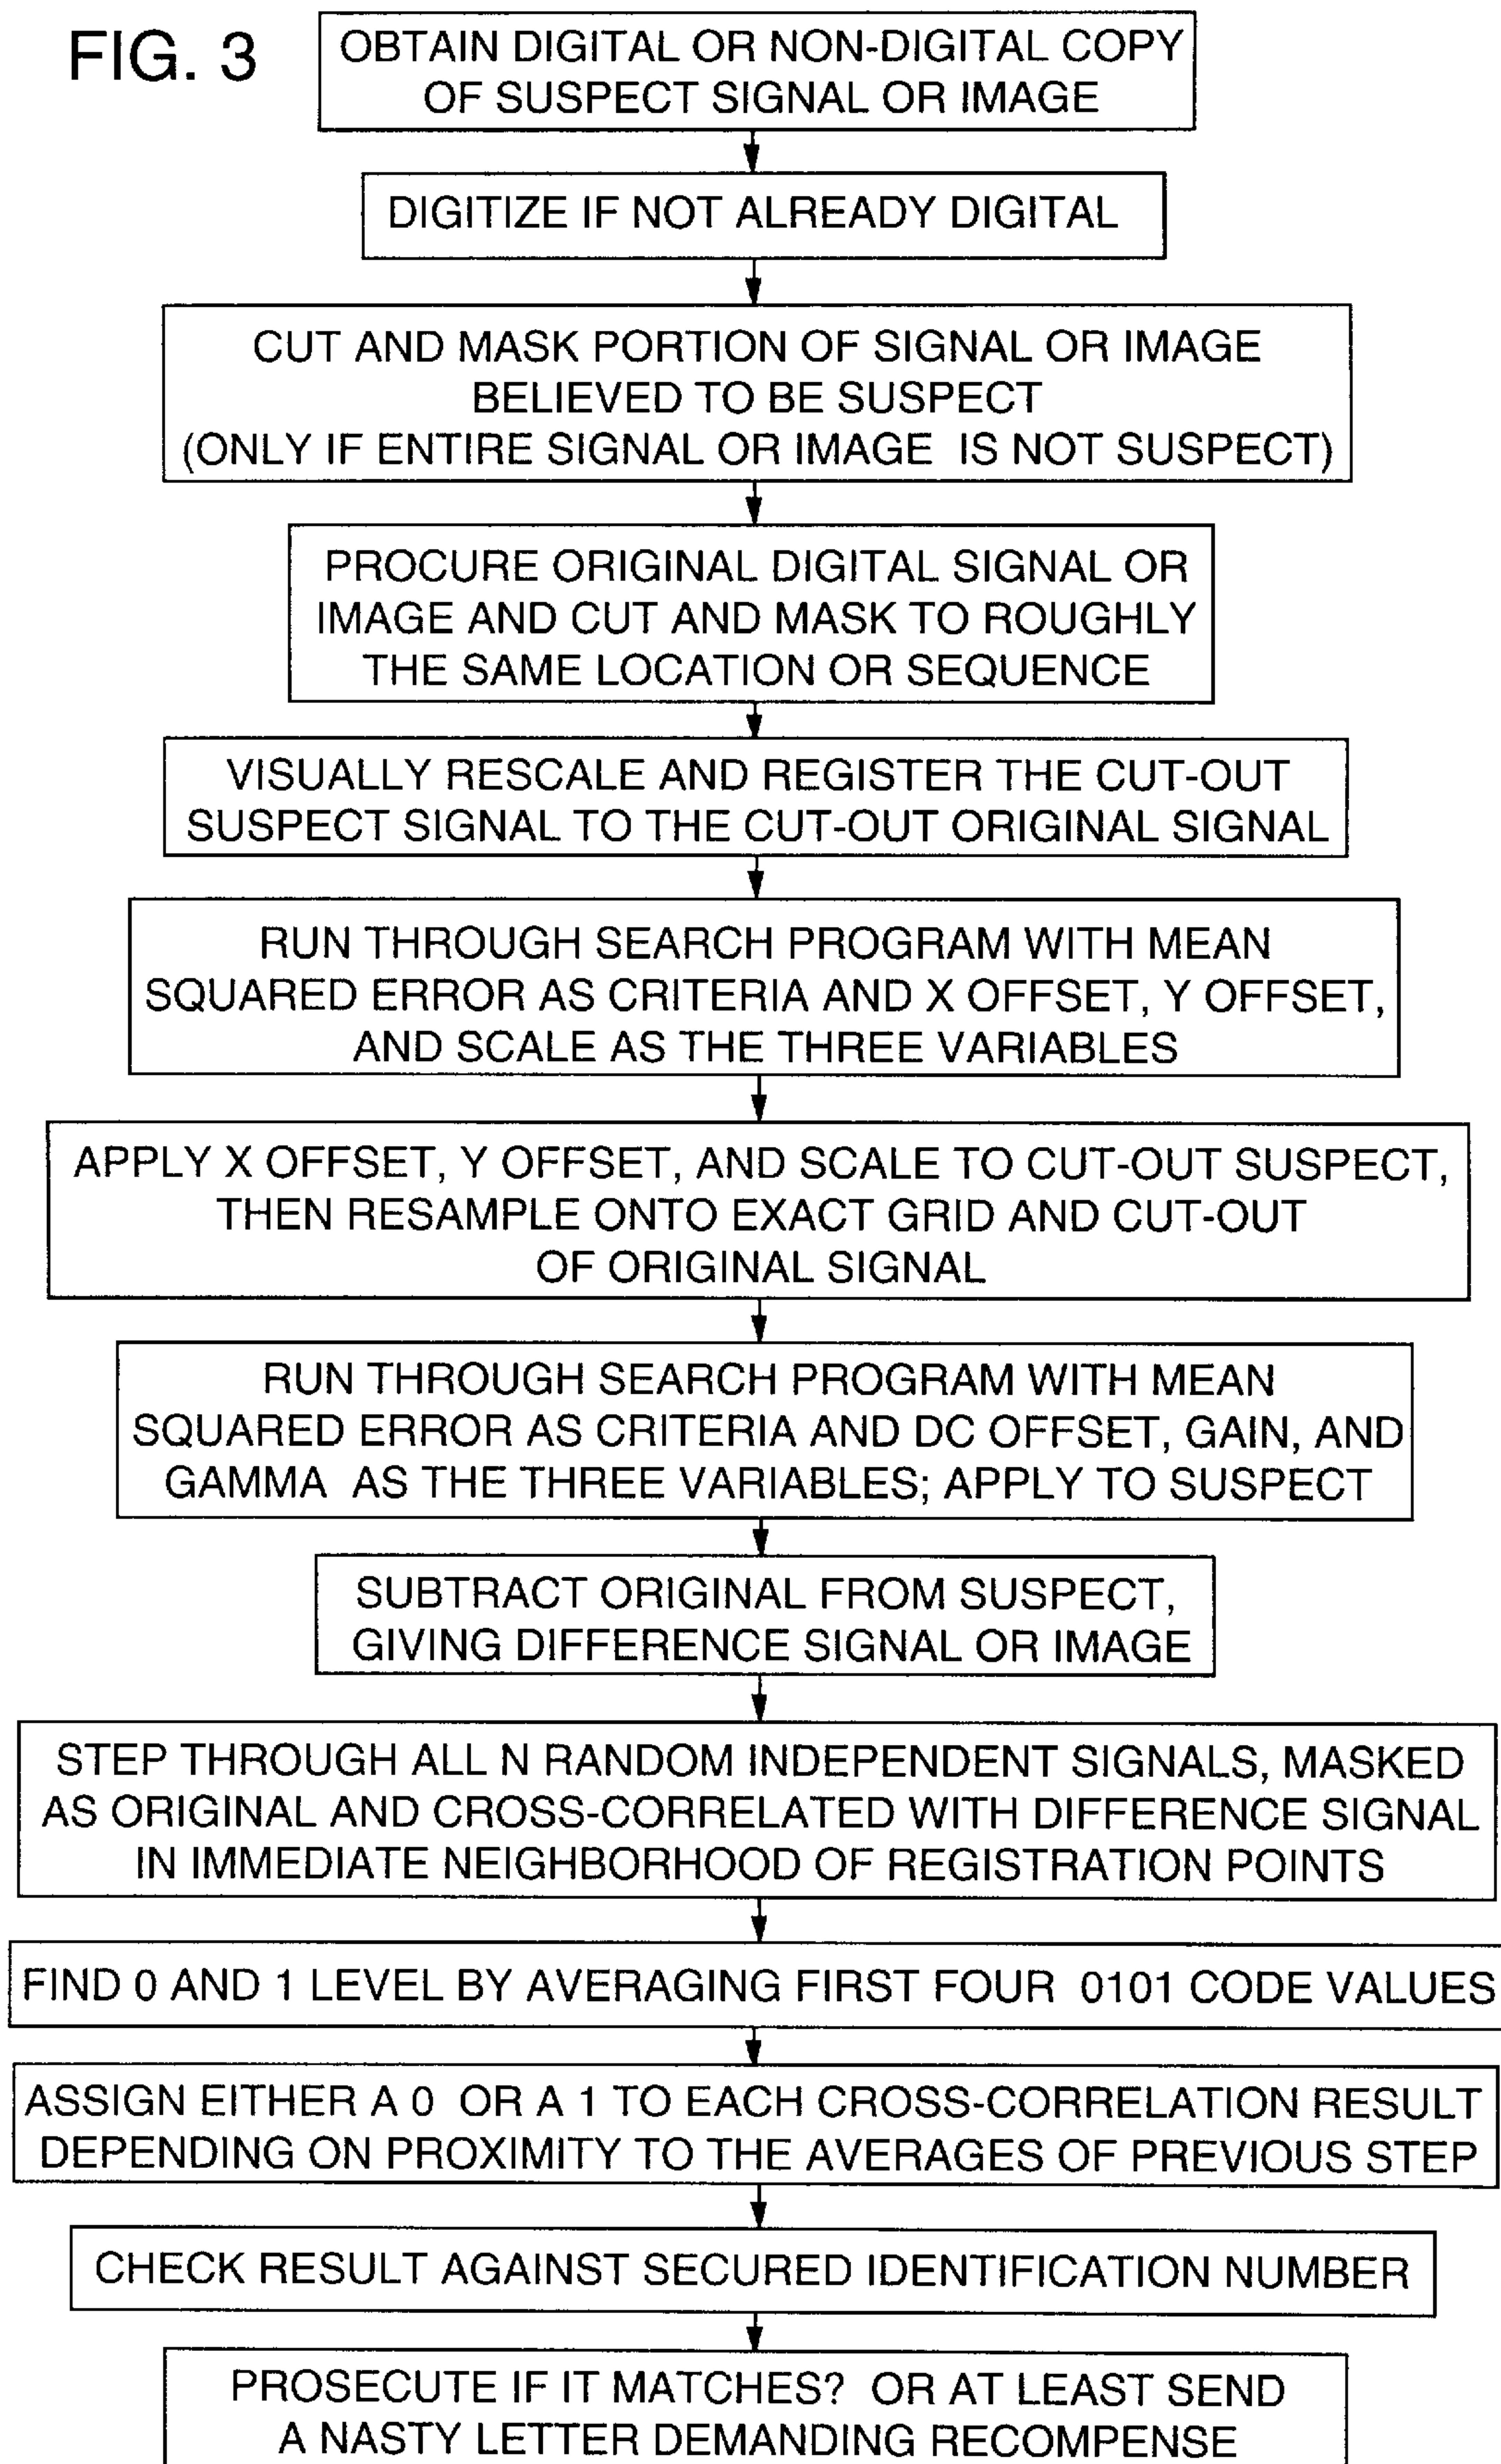 FIG. 3
OBTAIN DIGITAL OR NON-DIGITAL COPY
OF SUSPECT SIGNAL OR IMAGE
DIGITIZE IF NOT ALREADY DIGITAL
CUT AND MASK PORTION OF SIGNAL OR IMAGE
BELIEVED TO BE SUSPECT
(ONLY IF ENTIRE SIGNAL OR IMAGE IS NOT SUSPECT)
PROCURE ORIGINAL DIGITAL SIGNAL OR
IMAGE AND CUT AND MASK TO ROUGHLY
THE SAME LOCATION OR SEQUENCE
VISUALLY RESCALE AND REGISTER THE CUT-OUT
SUSPECT SIGNAL TO THE CUT-OUT ORIGINAL SIGNAL
RUN THROUGH SEARCH PROGRAM WITH MEAN
SQUARED ERROR AS CRITERIA AND X OFFSET, Y OFFSET,
AND SCALE AS THE THREE VARIABLES
APPLY X OFFSET, Y OFFSET, AND SCALE TO CUT-OUT SUSPECT,
THEN RESAMPLE ONTO EXACT GRID AND CUT-OUT
OF ORIGINAL SIGNAL
RUN THROUGH SEARCH PROGRAM WITH MEAN
SQUARED ERROR AS CRITERIA AND DC OFFSET, GAIN, AND
GAMMA AS THE THREE VARIABLES; APPLY TO SUSPECT
SUBTRACT ORIGINAL FROM SUSPECT,
GIVING DIFFERENCE SIGNAL OR IMAGE
STEP THROUGH ALL N RANDOM INDEPENDENT SIGNALS, MASKED
AS ORIGINAL AND CROSS-CORRELATED WITH DIFFERENCE SIGNAL
IN IMMEDIATE NEIGHBORHOOD OF REGISTRATION POINTS
FIND 0 AND 1 LEVEL BY AVERAGING FIRST FOUR 0101 CODE VALUES
ASSIGN EITHER A 0 OR A 1 TO EACH CROSS-CORRELATION RESULT
DEPENDING ON PROXIMITY TO THE AVERAGES OF PREVIOUS STEP
CHECK RESULT AGAINST SECURED IDENTIFICATION NUMBER
PROSECUTE IF IT MATCHES? OR AT LEAST SEND
A NASTY LETTER DEMANDING RECOMPENSE